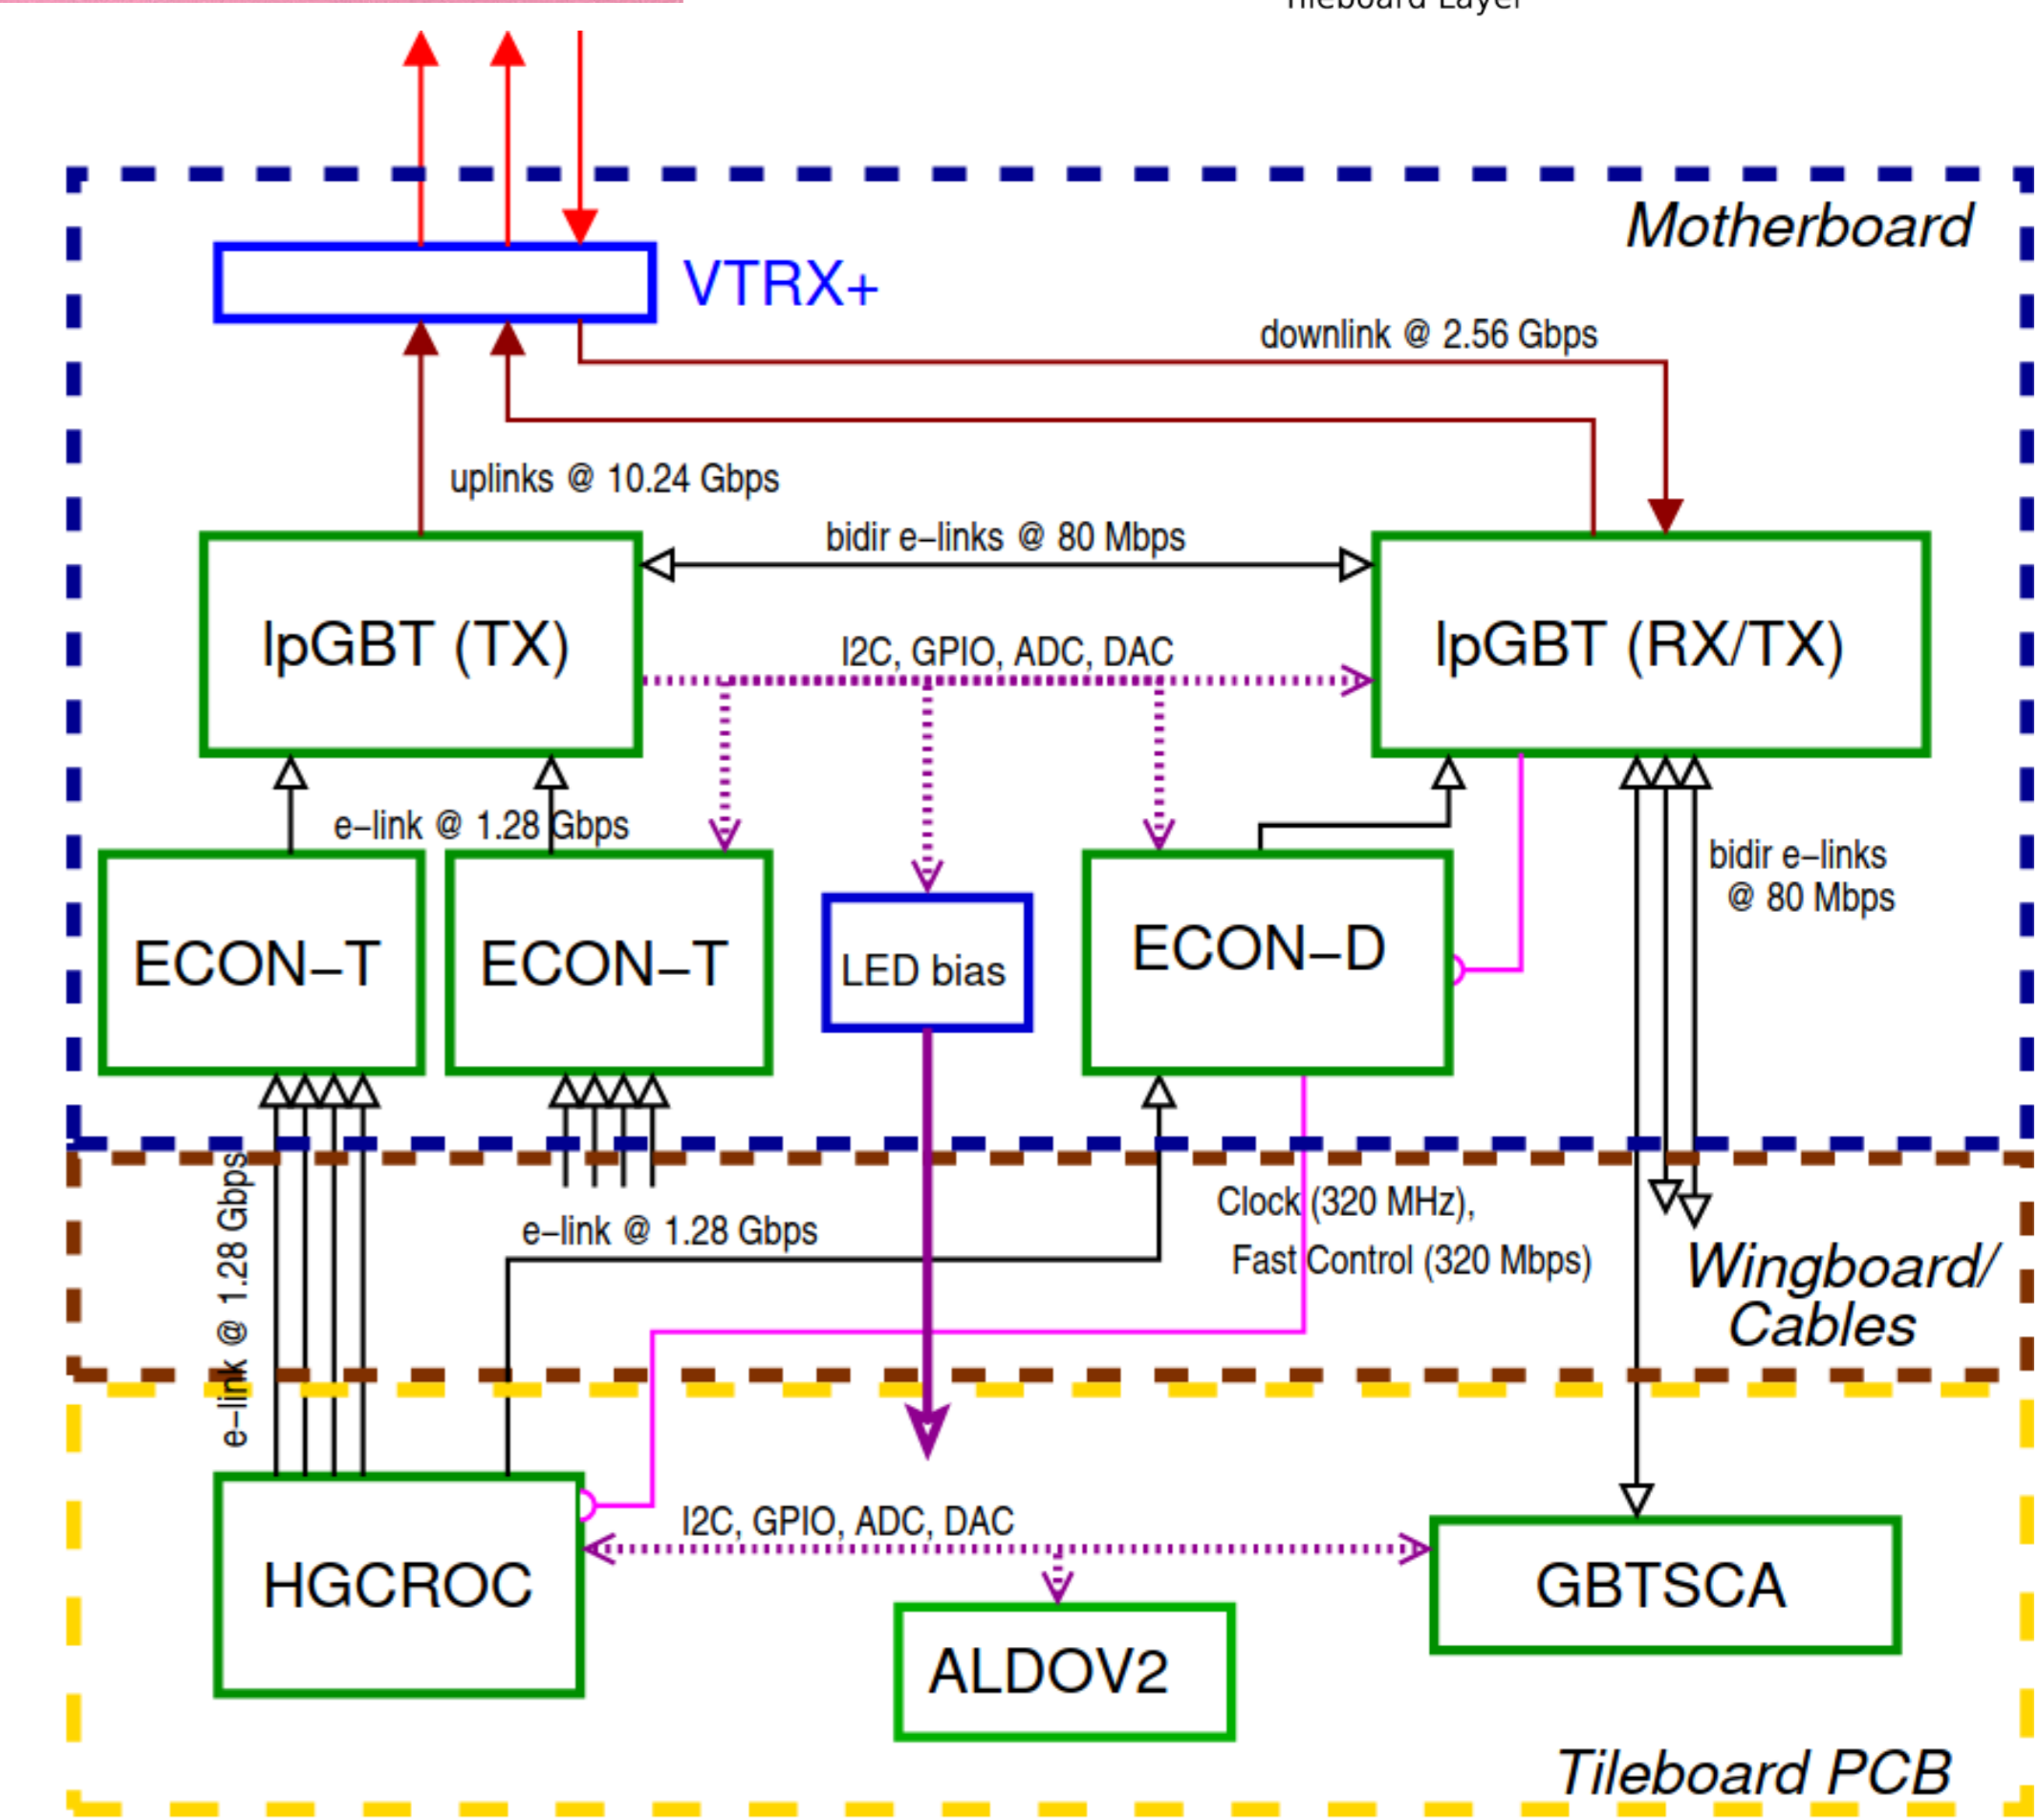 Tileboard Layer
Motherboard
VTRX+
downlink @ 2.56 Gbps
uplinks @ 10.24 Gbps
bidir e–links @ 80 Mbps
lpGBT (TX)
I2C, GPIO, ADC, DAC
lpGBT (RX/TX)
e–link @ 1.28 Gbps
bidir e–links
@ 80 Mbps
ECON–T
ECON–T
LED bias
ECON–D
e–link @ 1.28 Gbps
e–link @ 1.28 Gbps
Clock (320 MHz),
Fast Control (320 Mbps)
Wingboard/
Cables
I2C, GPIO, ADC, DAC
HGCROC
GBTSCA
ALDOV2
Tileboard PCB